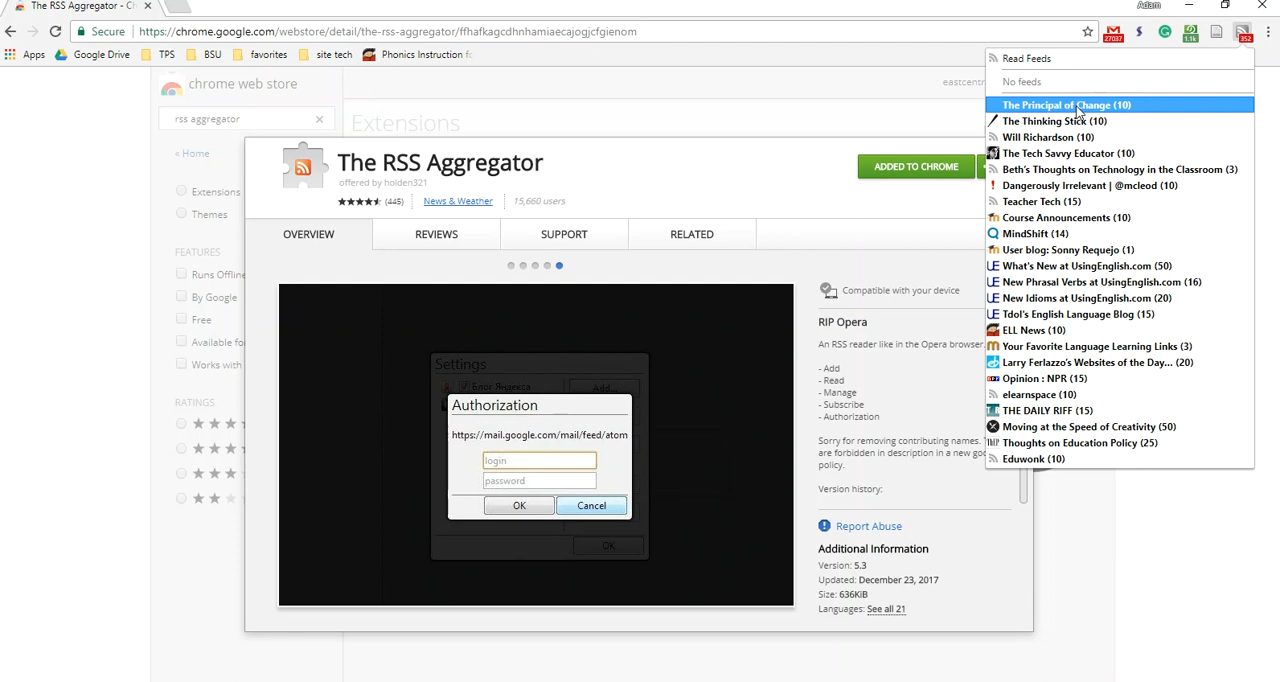 The RSS Aggregator - Ch
Adam
Secure
https://chrome.google.com/webstore/detail/the-rss-aggregator/ffhafkagcdhnhamiaecajogjcfgienom
27037
1.1k
352
Apps
Google Drive
TPS
BSU
favorites
site tech
Phonics Instruction fo
chrome web store
eastcentr
rss aggregator
Extensions
« Home
Extensions
Themes
FEATURES
Runs Offline
By Google
Free
Available fo
Works with
RATINGS
The RSS Aggregator
offered by holden321
(445)
News & Weather
15,660 users
ADDED TO CHROME
OVERVIEW
REVIEWS
SUPPORT
RELATED
Settings
Блог Яндекса
Add...
Authorization
https://mail.google.com/mail/feed/atom
login
password
OK
Cancel
OK
Compatible with your device
RIP Opera
An RSS reader like in the Opera browser.
- Add
- Read
- Manage
- Subscribe
- Authorization
Sorry for removing contributing names. T
are forbidden in description in a new goo
policy.
Version history:
Report Abuse
Additional Information
Version: 5.3
Updated: December 23, 2017
Size: 636KiB
Languages: See all 21
Read Feeds
No feeds
The Principal of Change (10)
The Thinking Stick (10)
Will Richardson (10)
The Tech Savvy Educator (10)
Beth's Thoughts on Technology in the Classroom (3)
Dangerously Irrelevant | @mcleod (10)
Teacher Tech (15)
Course Announcements (10)
MindShift (14)
User blog: Sonny Requejo (1)
What's New at UsingEnglish.com (50)
New Phrasal Verbs at UsingEnglish.com (16)
New Idioms at UsingEnglish.com (20)
Tdol's English Language Blog (15)
ELL News (10)
Your Favorite Language Learning Links (3)
Larry Ferlazzo's Websites of the Day... (20)
Opinion : NPR (15)
elearnspace (10)
THE DAILY RIFF (15)
Moving at the Speed of Creativity (50)
Thoughts on Education Policy (25)
Eduwonk (10)